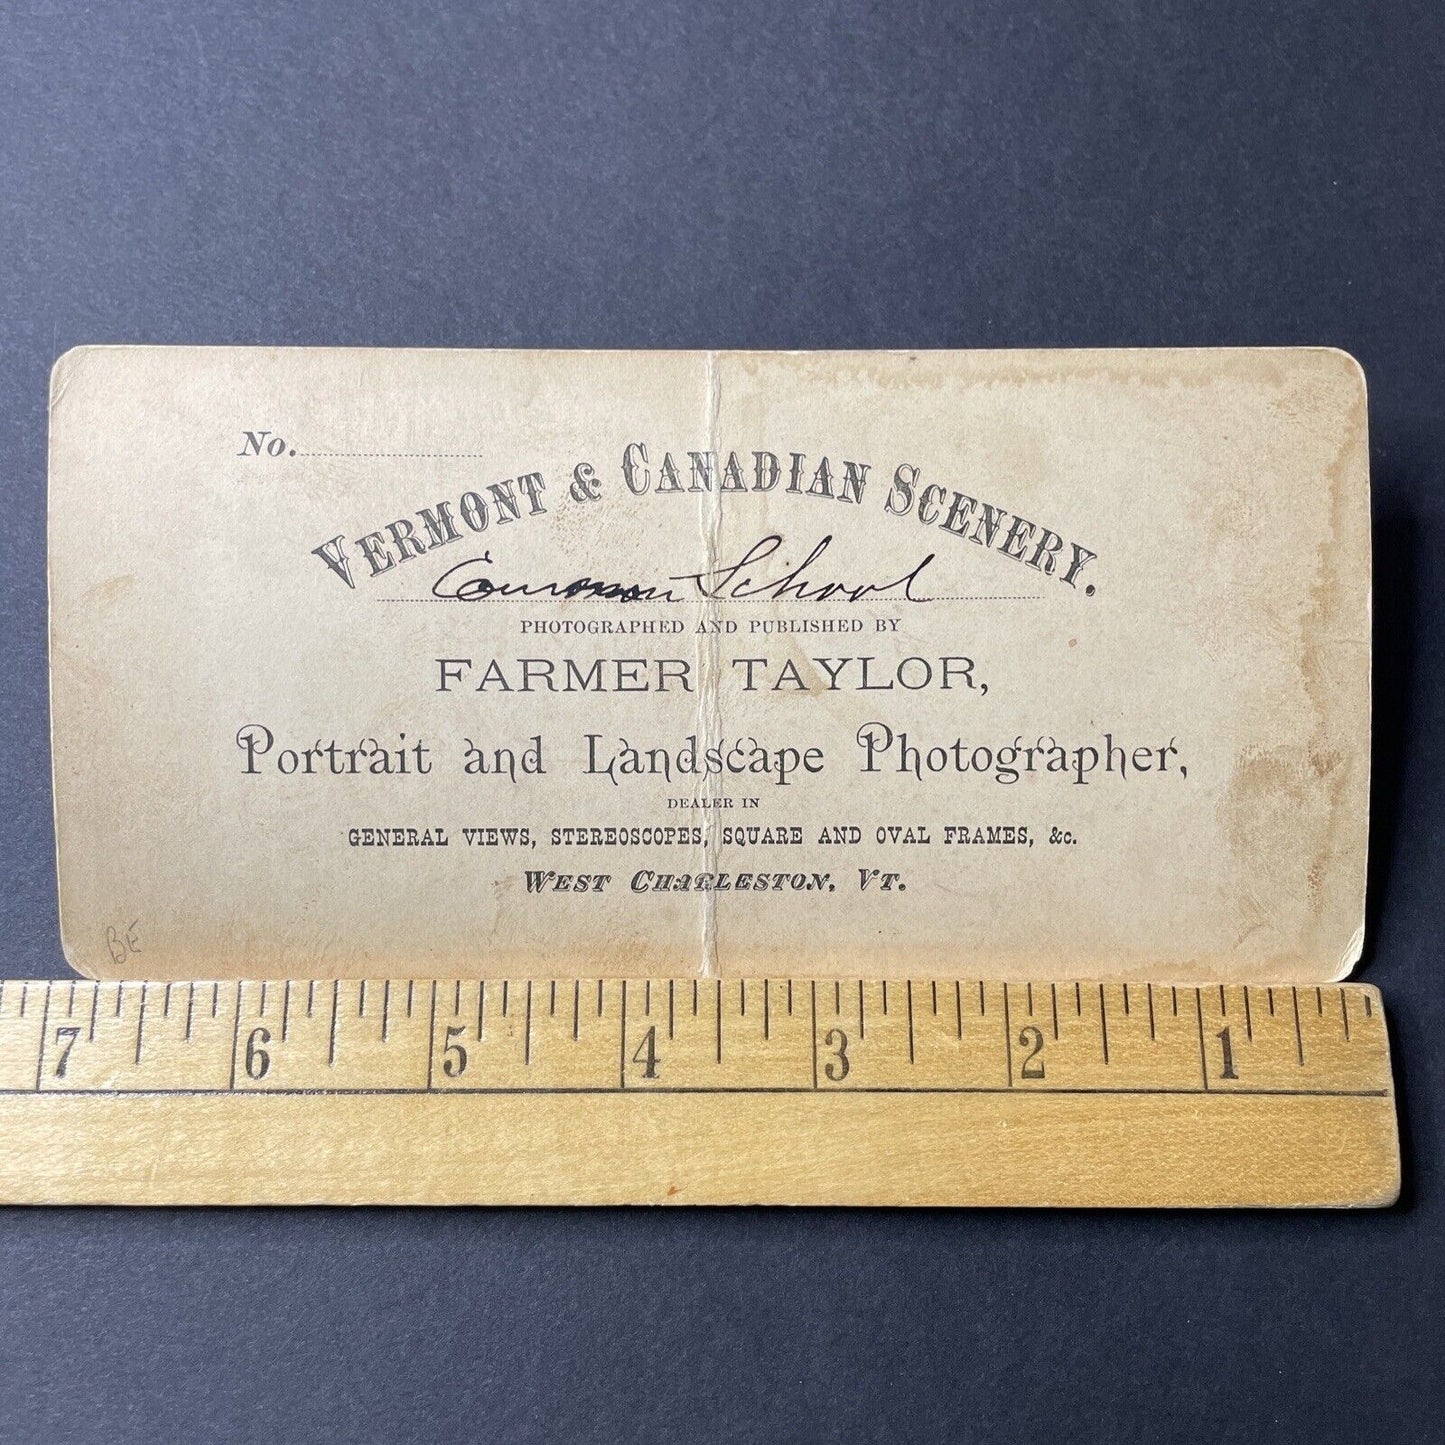 No.
VERMONT & CANADIAN SCENERY.
Common School
PHOTOGRAPHED AND PUBLISHED BY
FARMER TAYLOR,
Portrait and Landscape Photographer,
DEALER IN
GENERAL VIEWS, STEREOSCOPES, SQUARE AND OVAL FRAMES, &c.
WEST CHARLESTON, VT.
BE
7 6 5 4 3 2 1